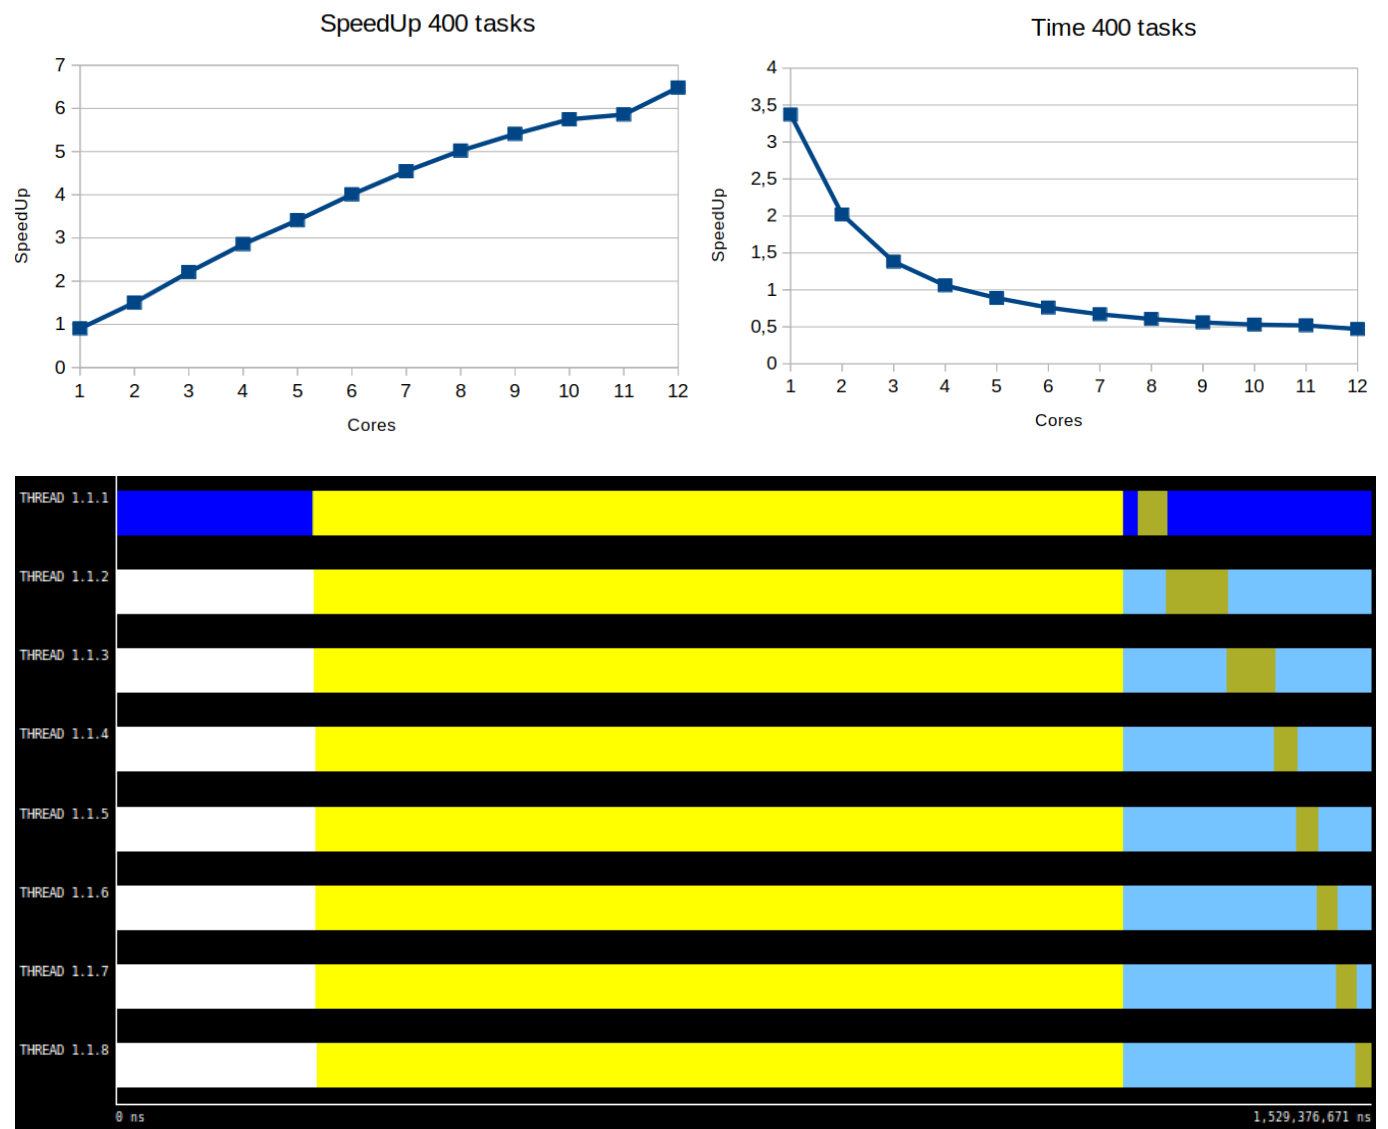 SpeedUp 400 tasks
7
6
5
4
3
2
1
0
SpeedUp
1 2 3 4 5 6 7 8 9 10 11 12
Cores
Time 400 tasks
4
3,5
3
2,5
2
1,5
1
0,5
0
SpeedUp
1 2 3 4 5 6 7 8 9 10 11 12
Cores
THREAD 1.1.1
THREAD 1.1.2
THREAD 1.1.3
THREAD 1.1.4
THREAD 1.1.5
THREAD 1.1.6
THREAD 1.1.7
THREAD 1.1.8
0 ns 1,529,376,671 ns